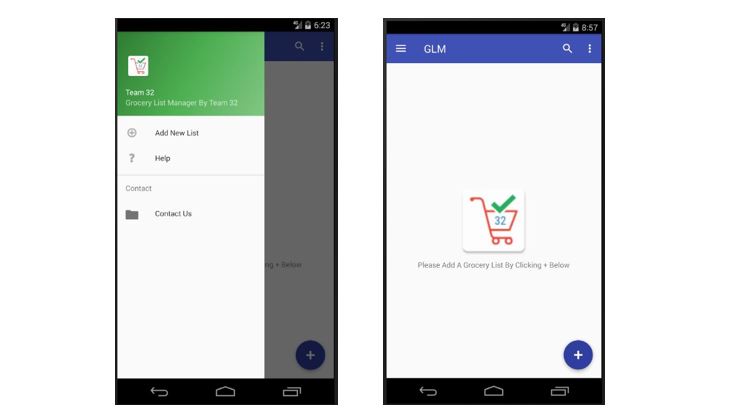 6:23
Team 32
Grocery List Manager By Team 32
Add New List
Help
Contact
Contact Us
ng + Below
8:57
GLM
32
Please Add A Grocery List By Clicking + Below